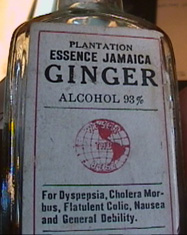 PLANTATION
ESSENCE JAMAICA
GINGER
ALCOHOL 93%
For Dyspepsia, Cholera Mor-
bus, Flatulent Colic, Nausea
and General Debility.